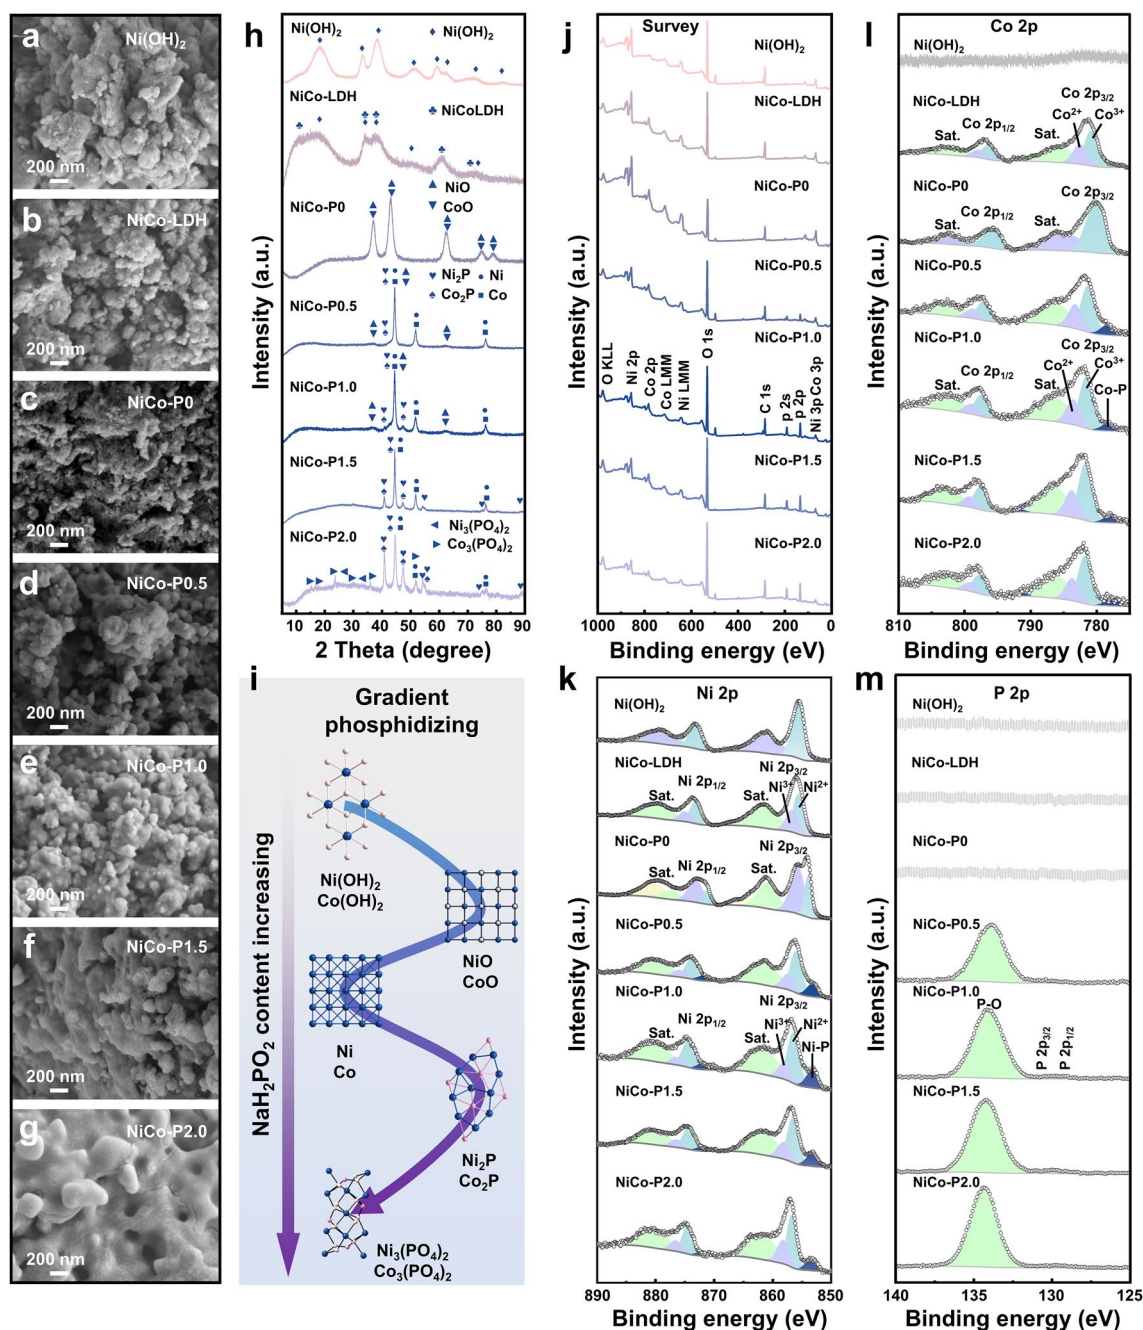 a
Ni(OH)₂
200 nm
b
NiCo-LDH
200 nm
c
NiCo-P0
200 nm
d
NiCo-P0.5
200 nm
e
NiCo-P1.0
200 nm
f
NiCo-P1.5
200 nm
g
NiCo-P2.0
200 nm
h
Ni(OH)₂ ♦ Ni(OH)₂
NiCo-LDH ♣ NiCoLDH
NiCo-P0 ▲ NiO
▼ CoO
♥ Ni₂P ● Ni
♠ Co₂P ■ Co
NiCo-P0.5
NiCo-P1.0
NiCo-P1.5
◄ Ni₃(PO₄)₂
► Co₃(PO₄)₂
NiCo-P2.0
Intensity (a.u.)
10 20 30 40 50 60 70 80 90
2 Theta (degree)
i
Gradient
phosphidizing
NaH₂PO₂ content increasing
Ni(OH)₂
Co(OH)₂
NiO
CoO
Ni
Co
Ni₂P
Co₂P
Ni₃(PO₄)₂
Co₃(PO₄)₂
j
Survey
Ni(OH)₂
NiCo-LDH
NiCo-P0
NiCo-P0.5
NiCo-P1.0
O KLL
Ni 2p
Co 2p
Co LMM
Ni LMM
O 1s
C 1s
p 2s
p 2p
Ni 3p Co 3p
NiCo-P1.5
NiCo-P2.0
Intensity (a.u.)
1000 800 600 400 200 0
Binding energy (eV)
k
Ni 2p
Ni(OH)₂
NiCo-LDH
Sat. Ni 2p₁/₂ Sat. Ni 2p₃/₂
Ni³⁺ Ni²⁺
NiCo-P0
Sat. Ni 2p₁/₂ Sat. Ni 2p₃/₂
NiCo-P0.5
NiCo-P1.0
Sat. Ni 2p₁/₂ Sat. Ni 2p₃/₂
Ni³⁺ Ni²⁺
Ni-P
NiCo-P1.5
NiCo-P2.0
Intensity (a.u.)
890 880 870 860 850
Binding energy (eV)
l
Co 2p
Ni(OH)₂
NiCo-LDH
Sat. Co 2p₁/₂ Sat. Co 2p₃/₂
Co²⁺ Co³⁺
NiCo-P0
Sat. Co 2p₁/₂ Sat. Co 2p₃/₂
NiCo-P0.5
NiCo-P1.0
Sat. Co 2p₁/₂ Sat. Co 2p₃/₂
Co²⁺ Co³⁺
Co-P
NiCo-P1.5
NiCo-P2.0
Intensity (a.u.)
810 800 790 780
Binding energy (eV)
m
P 2p
Ni(OH)₂
NiCo-LDH
NiCo-P0
NiCo-P0.5
NiCo-P1.0
P-O
P 2p₃/₂
P 2p₁/₂
NiCo-P1.5
NiCo-P2.0
Intensity (a.u.)
140 135 130 125
Binding energy (eV)